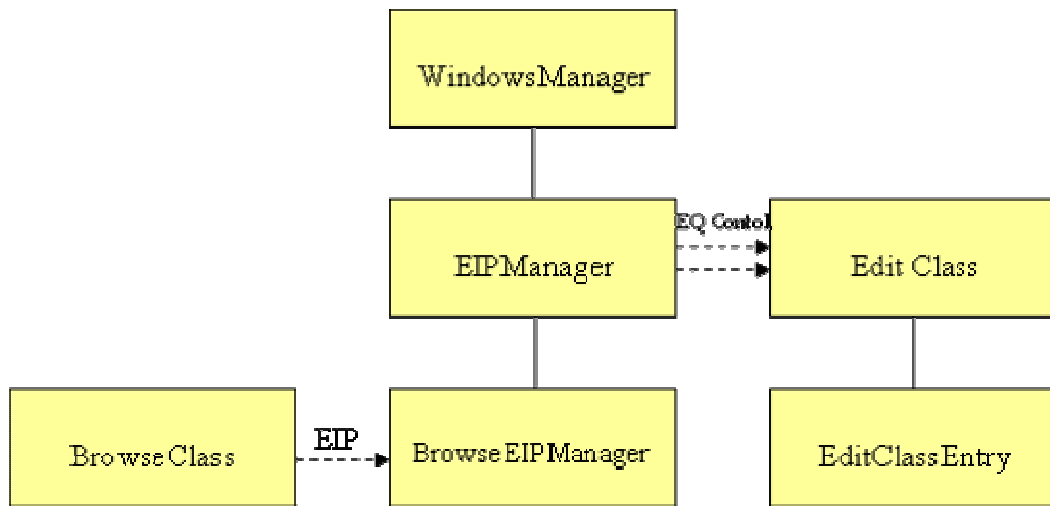 WindowsManager
EQ Contol
EIPManager
Edit Class
BrowseClass
EIP
BrowseEIPManager
EditClassEntry